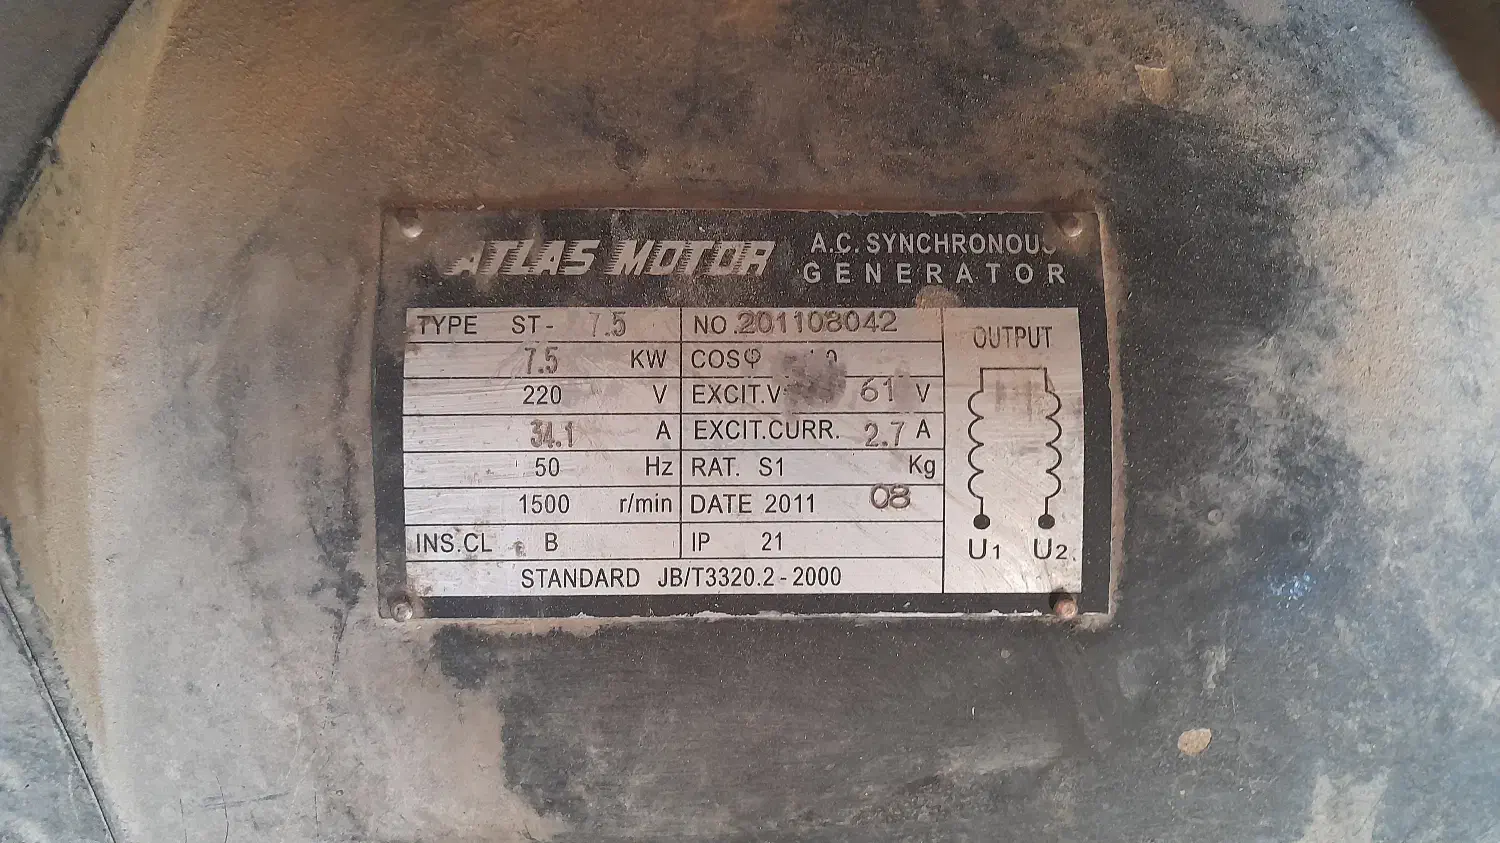 ATLAS MOTOR
A.C. SYNCHRONOUS
GENERATOR
TYPE ST- 7.5
NO.201108042
7.5 KW
COSφ
220 V
EXCIT.V 61 V
34.1 A
EXCIT.CURR. 2.7 A
50 Hz
RAT. S1 Kg
1500 r/min
DATE 2011 08
INS.CL B
IP 21
STANDARD JB/T3320.2-2000
OUTPUT
U1 U2